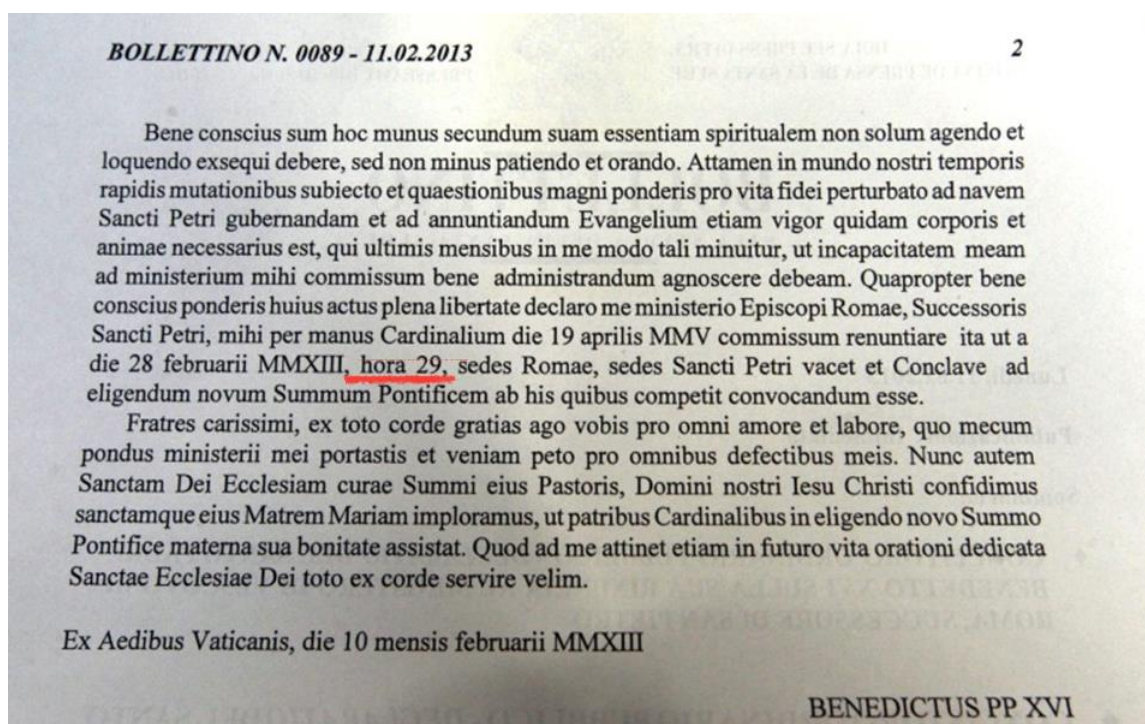 BOLLETTINO N. 0089 - 11.02.2013 2
Bene conscius sum hoc munus secundum suam essentiam spiritualem non solum agendo et
loquendo exsequi debere, sed non minus patiendo et orando. Attamen in mundo nostri temporis
rapidis mutationibus subiecto et quaestionibus magni ponderis pro vita fidei perturbato ad navem
Sancti Petri gubernandam et ad annuntiandum Evangelium etiam vigor quidam corporis et
animae necessarius est, qui ultimis mensibus in me modo tali minuitur, ut incapacitatem meam
ad ministerium mihi commissum bene administrandum agnoscere debeam. Quapropter bene
conscius ponderis huius actus plena libertate declaro me ministerio Episcopi Romae, Successoris
Sancti Petri, mihi per manus Cardinalium die 19 aprilis MMV commissum renuntiare ita ut a
die 28 februarii MMXIII, hora 29, sedes Romae, sedes Sancti Petri vacet et Conclave ad
eligendum novum Summum Pontificem ab his quibus competit convocandum esse.
Fratres carissimi, ex toto corde gratias ago vobis pro omni amore et labore, quo mecum
pondus ministerii mei portastis et veniam peto pro omnibus defectibus meis. Nunc autem
Sanctam Dei Ecclesiam curae Summi eius Pastoris, Domini nostri Iesu Christi confidimus
sanctamque eius Matrem Mariam imploramus, ut patribus Cardinalibus in eligendo novo Summo
Pontifice materna sua bonitate assistat. Quod ad me attinet etiam in futuro vita orationi dedicata
Sanctae Ecclesiae Dei toto ex corde servire velim.
Ex Aedibus Vaticanis, die 10 mensis februarii MMXIII
BENEDICTUS PP XVI